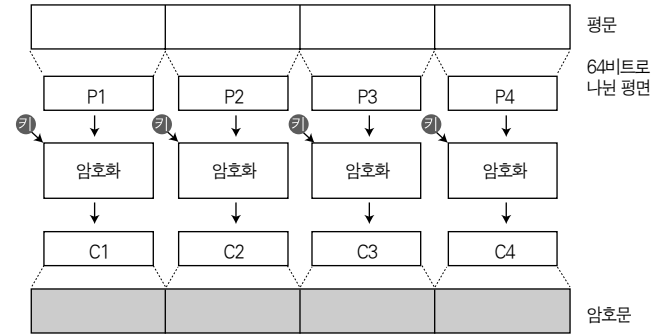 평문
64비트로
나뉜 평면
P1 P2 P3 P4
키 키 키 키
암호화 암호화 암호화 암호화
C1 C2 C3 C4
암호문